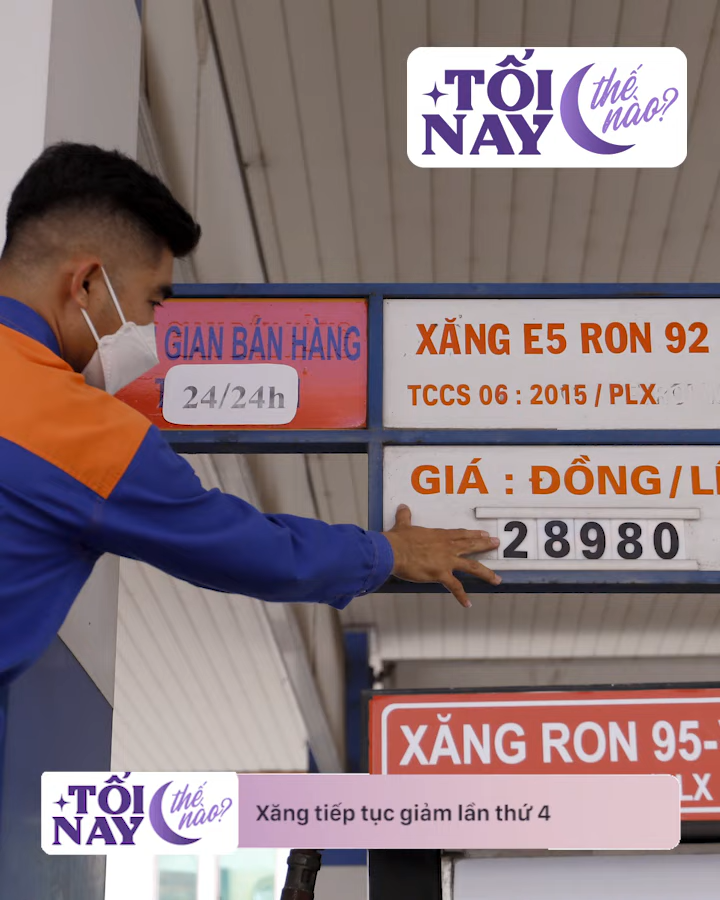 TỐI
NAY
thế
nào?
GIAN BÁN HÀNG
24/24h
XĂNG E5 RON 92
TCCS 06 : 2015 / PLX
GIÁ : ĐỒNG/LÍ
28980
XĂNG RON 95-
PLX
TỐI
NAY
thế
nào?
Xăng tiếp tục giảm lần thứ 4